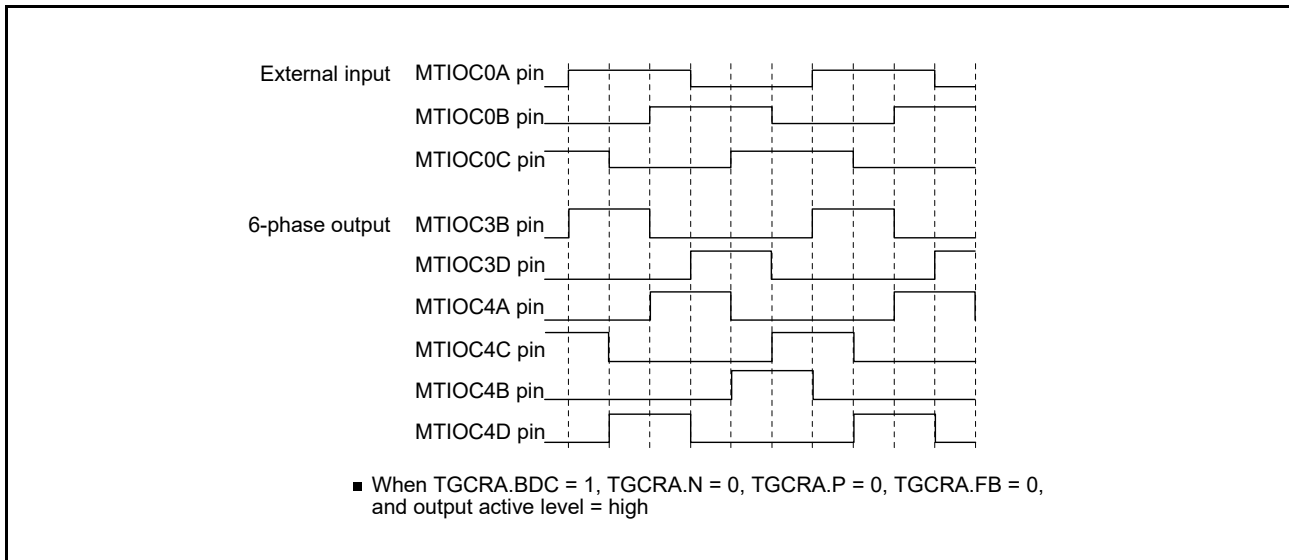 External input MTIOC0A pin
MTIOC0B pin
MTIOC0C pin
6-phase output MTIOC3B pin
MTIOC3D pin
MTIOC4A pin
MTIOC4C pin
MTIOC4B pin
MTIOC4D pin
■ When TGCRA.BDC = 1, TGCRA.N = 0, TGCRA.P = 0, TGCRA.FB = 0,
and output active level = high